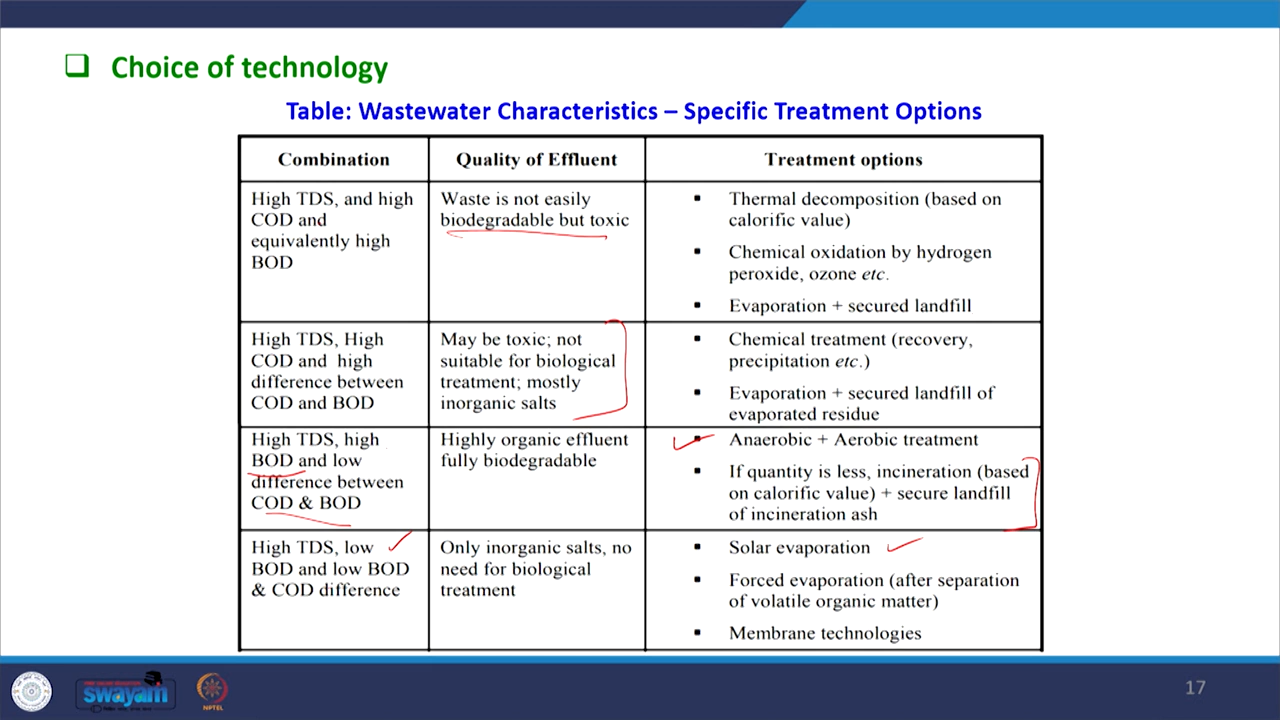 Choice of technology
Table: Wastewater Characteristics – Specific Treatment Options
Combination
Quality of Effluent
Treatment options
High TDS, and high
COD and
equivalently high
BOD
Waste is not easily
biodegradable but toxic
▪ Thermal decomposition (based on
calorific value)
▪ Chemical oxidation by hydrogen
peroxide, ozone etc.
▪ Evaporation + secured landfill
High TDS, High
COD and high
difference between
COD and BOD
May be toxic; not
suitable for biological
treatment; mostly
inorganic salts
▪ Chemical treatment (recovery,
precipitation etc.)
▪ Evaporation + secured landfill of
evaporated residue
High TDS, high
BOD and low
difference between
COD & BOD
Highly organic effluent
fully biodegradable
▪ Anaerobic + Aerobic treatment
▪ If quantity is less, incineration (based
on calorific value) + secure landfill
of incineration ash
High TDS, low
BOD and low BOD
& COD difference
Only inorganic salts, no
need for biological
treatment
▪ Solar evaporation
▪ Forced evaporation (after separation
of volatile organic matter)
▪ Membrane technologies
swayam
NPTEL
17